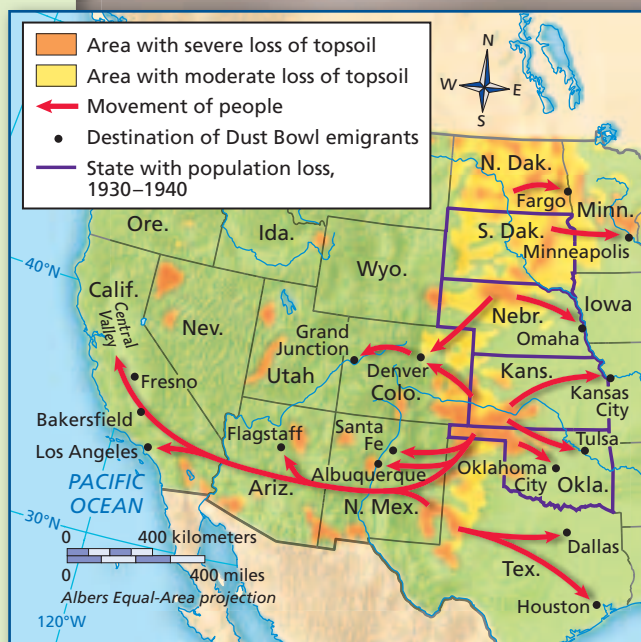 Area with severe loss of topsoil
Area with moderate loss of topsoil
Movement of people
Destination of Dust Bowl emigrants
State with population loss,
1930–1940
N
W
E
S
N. Dak.
Fargo
Minn.
S. Dak.
Minneapolis
Ore.
Ida.
Wyo.
40°N
Calif.
Central
Valley
Nev.
Utah
Grand
Junction
Denver
Colo.
Nebr.
Iowa
Omaha
Kans.
Kansas
City
Fresno
Bakersfield
Los Angeles
Flagstaff
Ariz.
Santa
Fe
Albuquerque
N. Mex.
Oklahoma
City
Tulsa
Okla.
PACIFIC
OCEAN
30°N
Dallas
Tex.
Houston
0 400 kilometers
0 400 miles
Albers Equal-Area projection
120°W